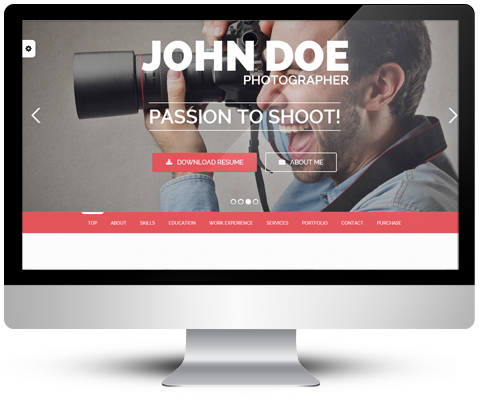 JOHN DOE
PHOTOGRAPHER
PASSION TO SHOOT!
DOWNLOAD RESUME ABOUT ME
TOP ABOUT SKILLS EDUCATION WORK EXPERIENCE SERVICES PORTFOLIO CONTACT PURCHASE